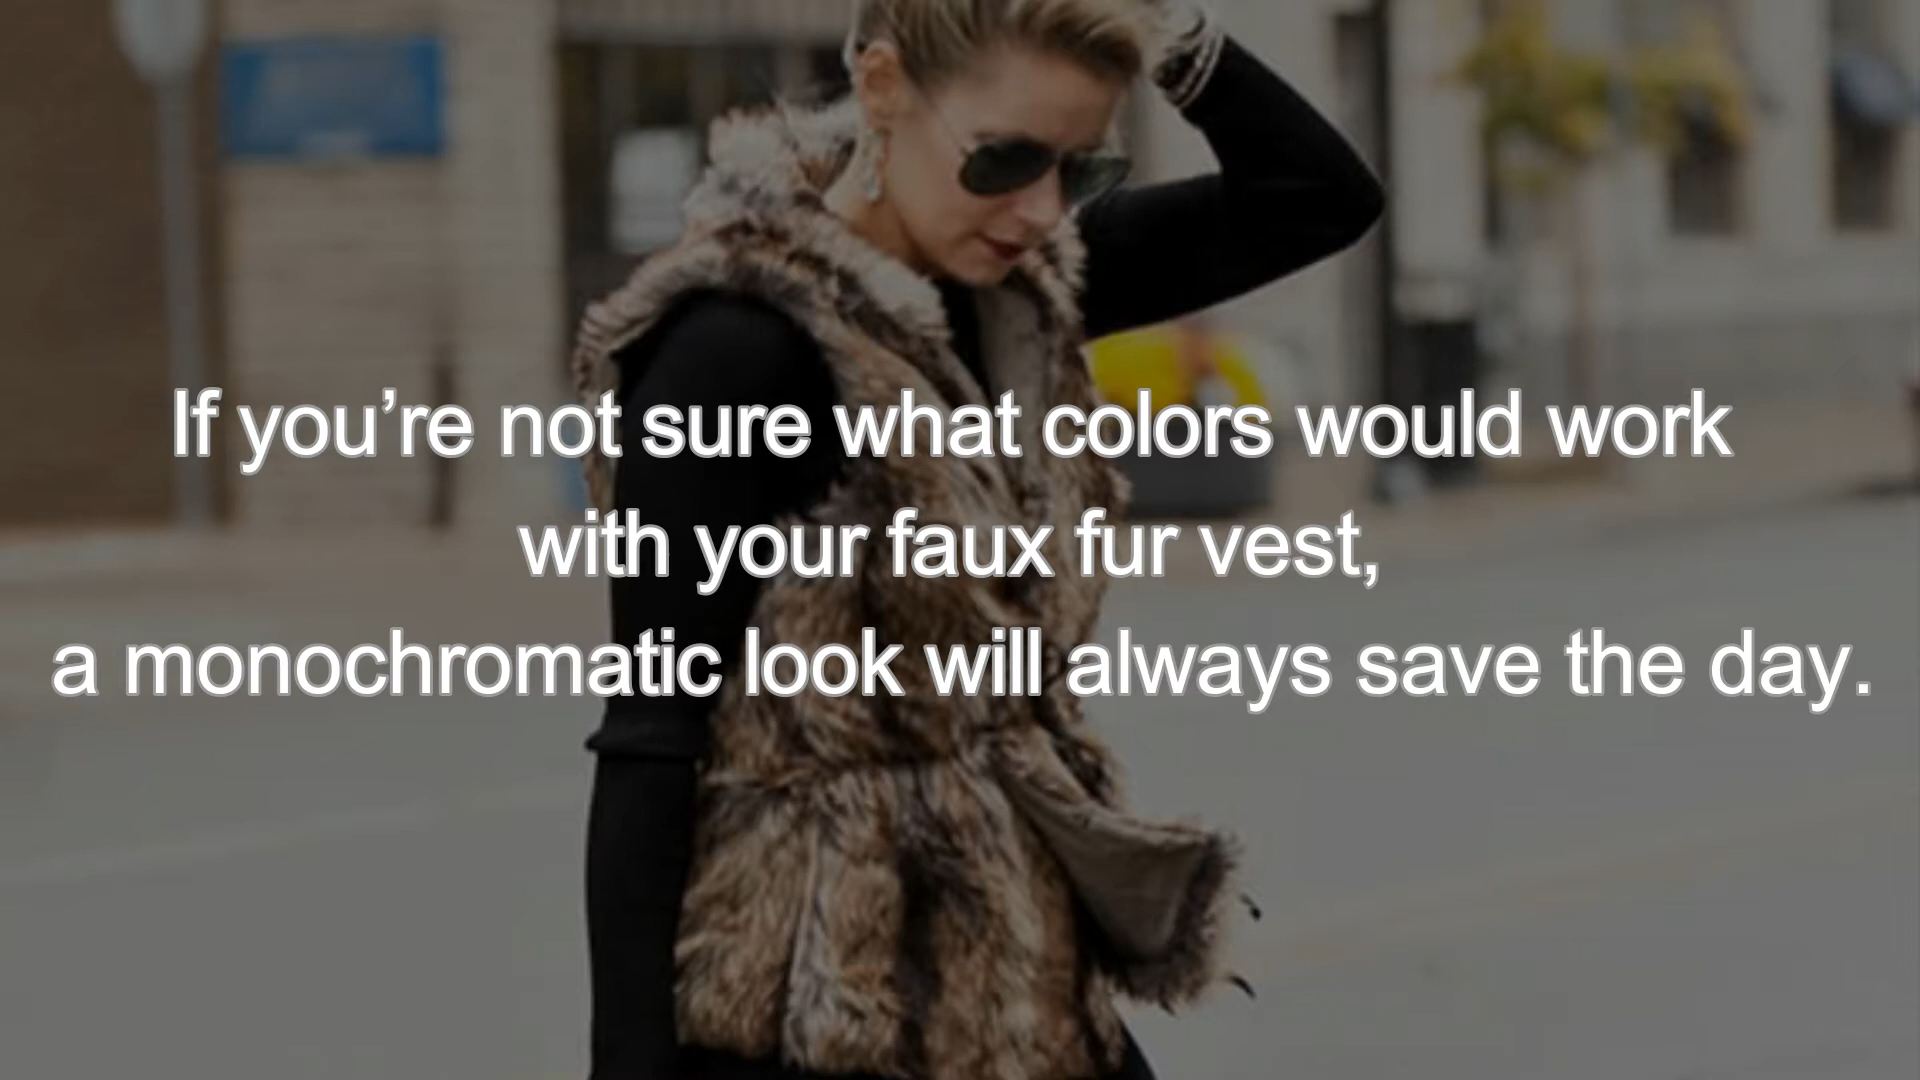 If you’re not sure what colors would work
with your faux fur vest,
a monochromatic look will always save the day.